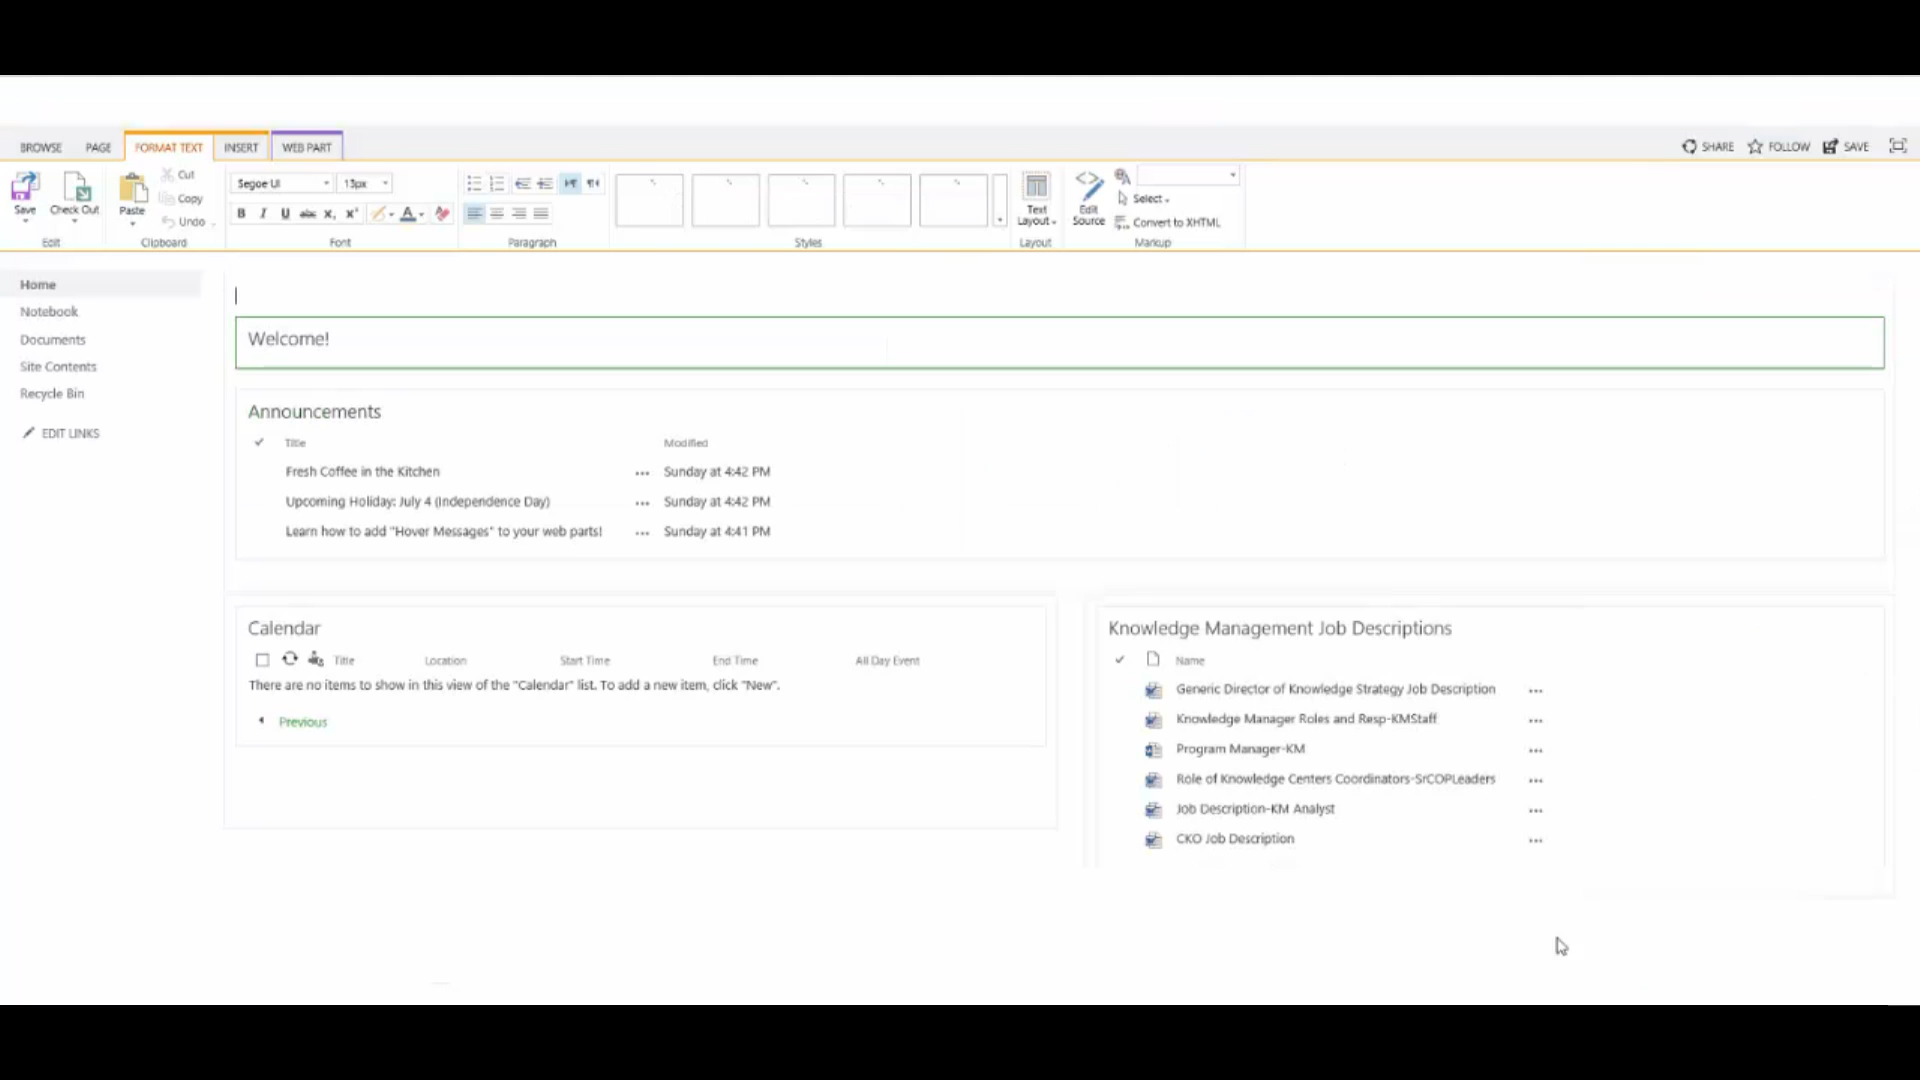 BROWSE PAGE FORMAT TEXT INSERT WEB PART SHARE FOLLOW SAVE
Save Check Out Paste Cut Copy Undo
Segoe UI 13px
B I U abc x, x²
Text Layout
Edit Source
Select
Convert to XHTML
Edit Clipboard Font Paragraph Styles Layout Markup
Home
Notebook
Documents
Site Contents
Recycle Bin
EDIT LINKS
Welcome!
Announcements
Title Modified
Fresh Coffee in the Kitchen ... Sunday at 4:42 PM
Upcoming Holiday: July 4 (Independence Day) ... Sunday at 4:42 PM
Learn how to add "Hover Messages" to your web parts! ... Sunday at 4:41 PM
Calendar
Title Location Start Time End Time All Day Event
There are no items to show in this view of the "Calendar" list. To add a new item, click "New".
Previous
Knowledge Management Job Descriptions
Name
Generic Director of Knowledge Strategy Job Description ...
Knowledge Manager Roles and Resp-KMStaff ...
Program Manager-KM ...
Role of Knowledge Centers Coordinators-SrCOPLeaders ...
Job Description-KM Analyst ...
CKO Job Description ...